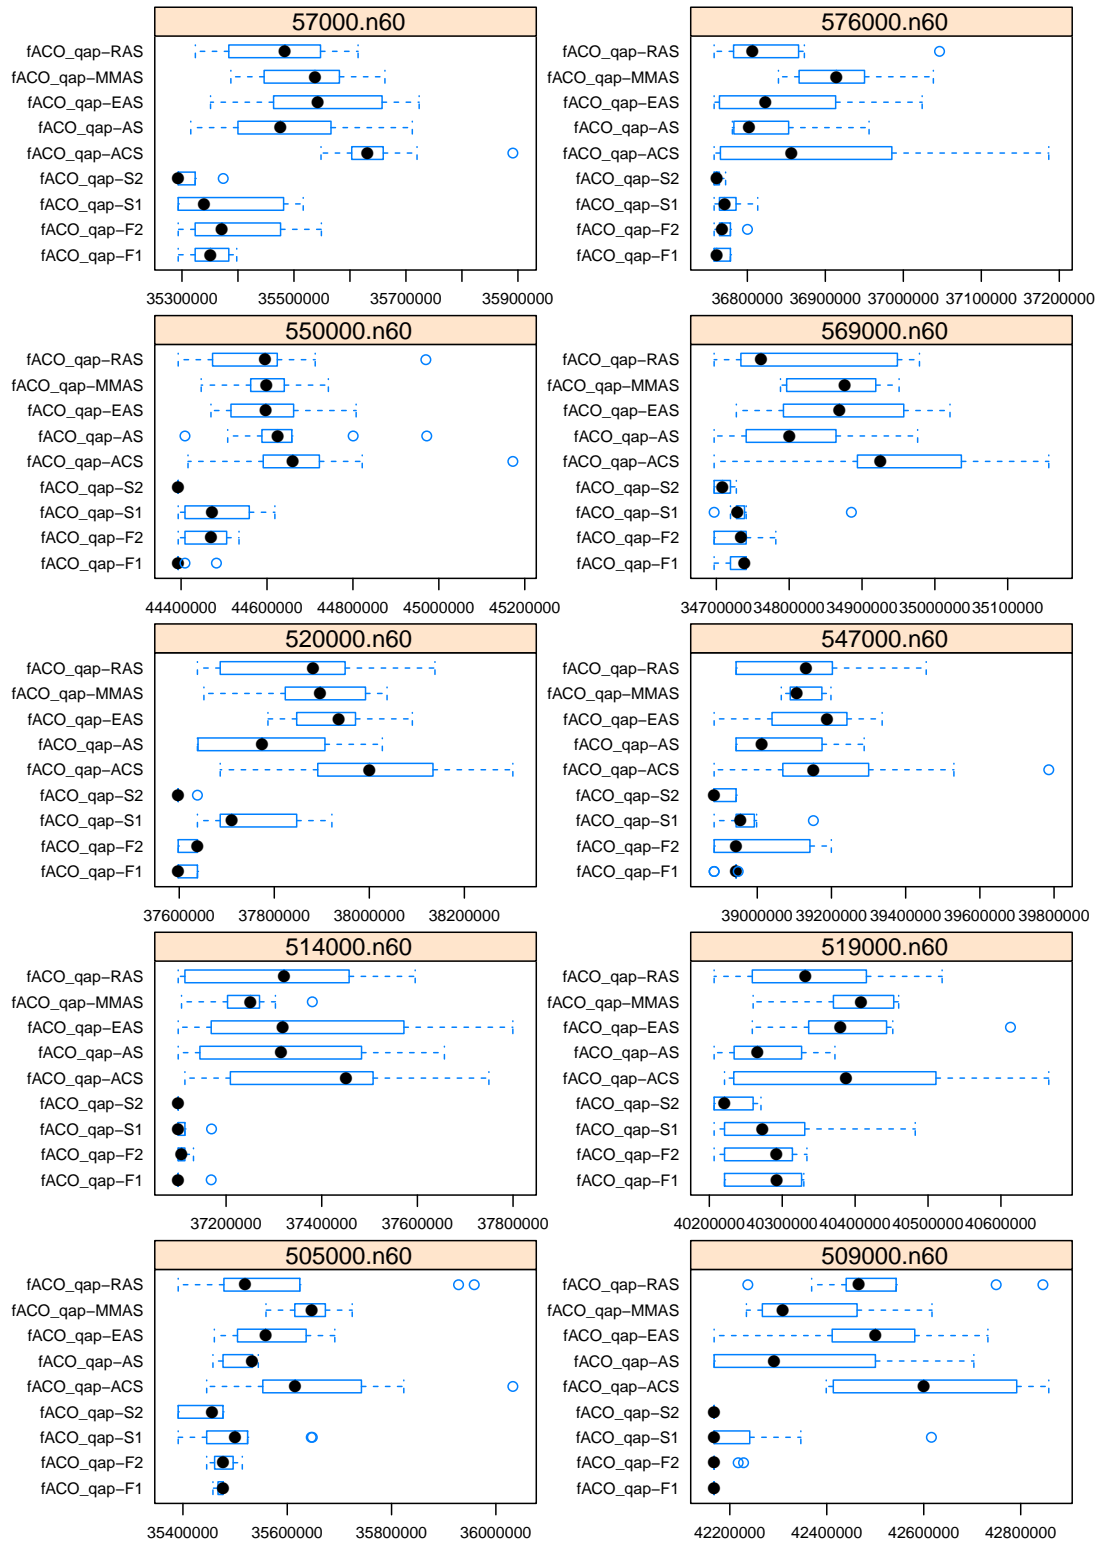 57000.n60
fACO_qap−RAS
fACO_qap−MMAS
fACO_qap−EAS
fACO_qap−AS
fACO_qap−ACS
fACO_qap−S2
fACO_qap−S1
fACO_qap−F2
fACO_qap−F1
35300000 35500000 35700000 35900000
576000.n60
fACO_qap−RAS
fACO_qap−MMAS
fACO_qap−EAS
fACO_qap−AS
fACO_qap−ACS
fACO_qap−S2
fACO_qap−S1
fACO_qap−F2
fACO_qap−F1
36800000 36900000 37000000 37100000 37200000
550000.n60
fACO_qap−RAS
fACO_qap−MMAS
fACO_qap−EAS
fACO_qap−AS
fACO_qap−ACS
fACO_qap−S2
fACO_qap−S1
fACO_qap−F2
fACO_qap−F1
44400000 44600000 44800000 45000000 45200000
569000.n60
fACO_qap−RAS
fACO_qap−MMAS
fACO_qap−EAS
fACO_qap−AS
fACO_qap−ACS
fACO_qap−S2
fACO_qap−S1
fACO_qap−F2
fACO_qap−F1
34700000 34800000 34900000 35000000 35100000
520000.n60
fACO_qap−RAS
fACO_qap−MMAS
fACO_qap−EAS
fACO_qap−AS
fACO_qap−ACS
fACO_qap−S2
fACO_qap−S1
fACO_qap−F2
fACO_qap−F1
37600000 37800000 38000000 38200000
547000.n60
fACO_qap−RAS
fACO_qap−MMAS
fACO_qap−EAS
fACO_qap−AS
fACO_qap−ACS
fACO_qap−S2
fACO_qap−S1
fACO_qap−F2
fACO_qap−F1
39000000 39200000 39400000 39600000 39800000
514000.n60
fACO_qap−RAS
fACO_qap−MMAS
fACO_qap−EAS
fACO_qap−AS
fACO_qap−ACS
fACO_qap−S2
fACO_qap−S1
fACO_qap−F2
fACO_qap−F1
37200000 37400000 37600000 37800000
519000.n60
fACO_qap−RAS
fACO_qap−MMAS
fACO_qap−EAS
fACO_qap−AS
fACO_qap−ACS
fACO_qap−S2
fACO_qap−S1
fACO_qap−F2
fACO_qap−F1
40200000 40300000 40400000 40500000 40600000
505000.n60
fACO_qap−RAS
fACO_qap−MMAS
fACO_qap−EAS
fACO_qap−AS
fACO_qap−ACS
fACO_qap−S2
fACO_qap−S1
fACO_qap−F2
fACO_qap−F1
35400000 35600000 35800000 36000000
509000.n60
fACO_qap−RAS
fACO_qap−MMAS
fACO_qap−EAS
fACO_qap−AS
fACO_qap−ACS
fACO_qap−S2
fACO_qap−S1
fACO_qap−F2
fACO_qap−F1
42200000 42400000 42600000 42800000